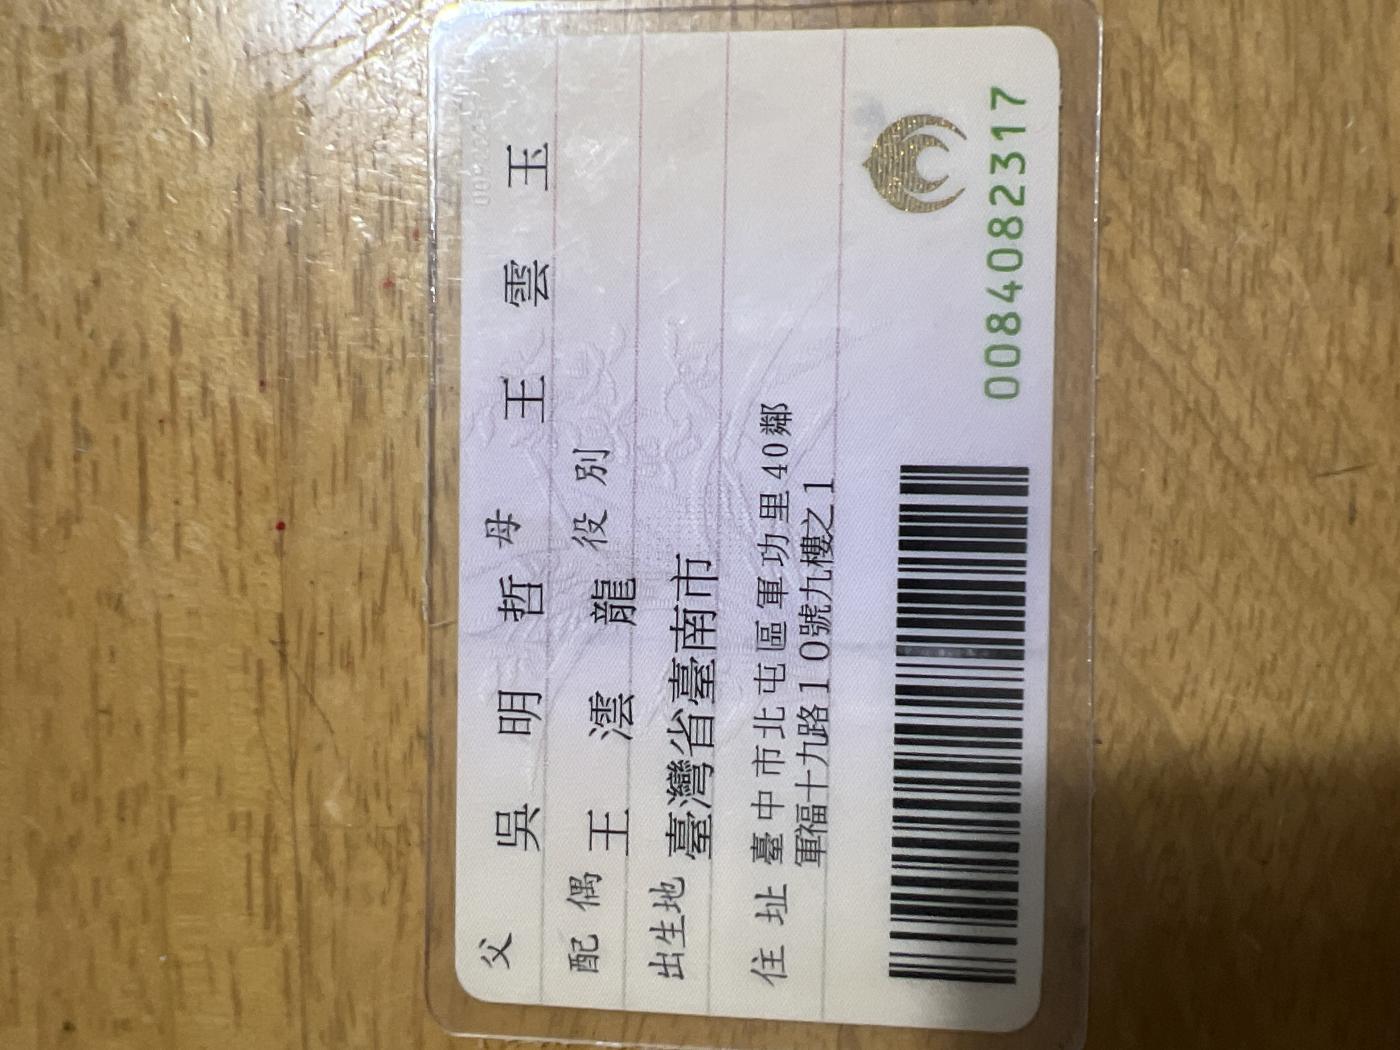 父 吳明哲 母 王雲玉
配偶 王澐龍 役別
出生地 臺灣省臺南市
住址 臺中市北屯區軍功里40鄰
軍福十九路10號九樓之1
0084082317